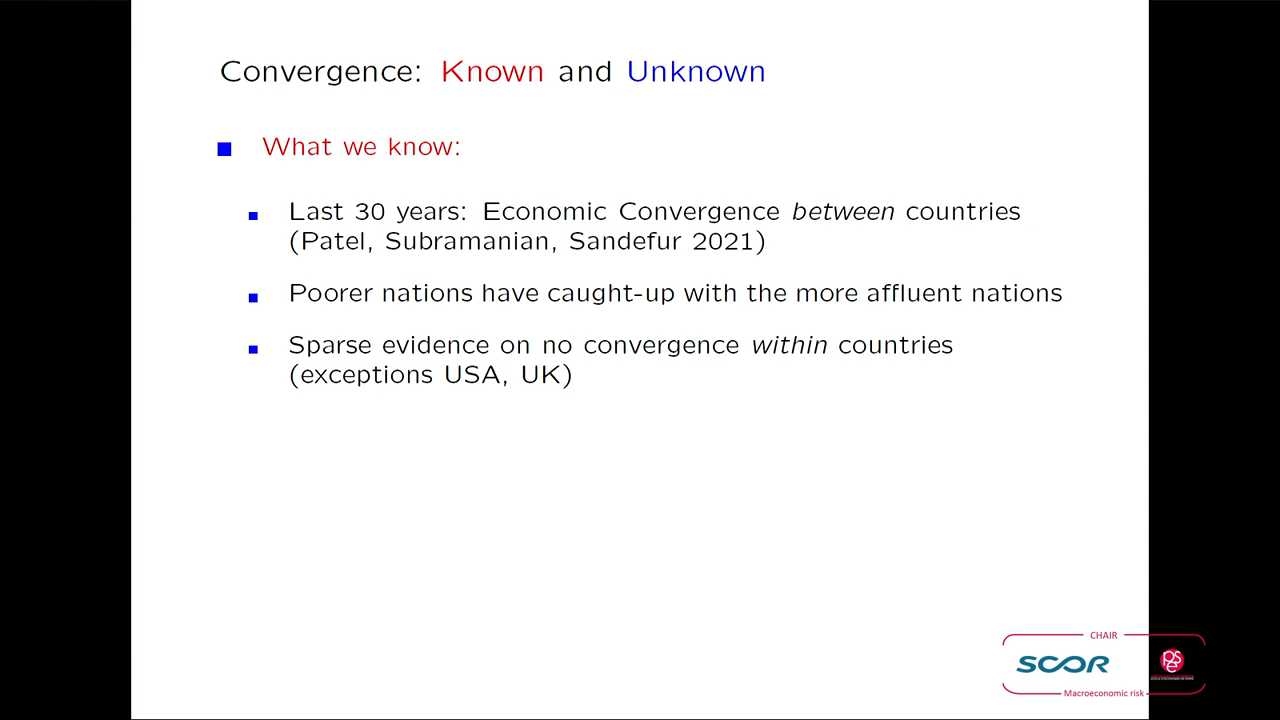 Convergence: Known and Unknown
What we know:
Last 30 years: Economic Convergence between countries
(Patel, Subramanian, Sandefur 2021)
Poorer nations have caught-up with the more affluent nations
Sparse evidence on no convergence within countries
(exceptions USA, UK)
CHAIR
SCOR
pse
Macroeconomic risk